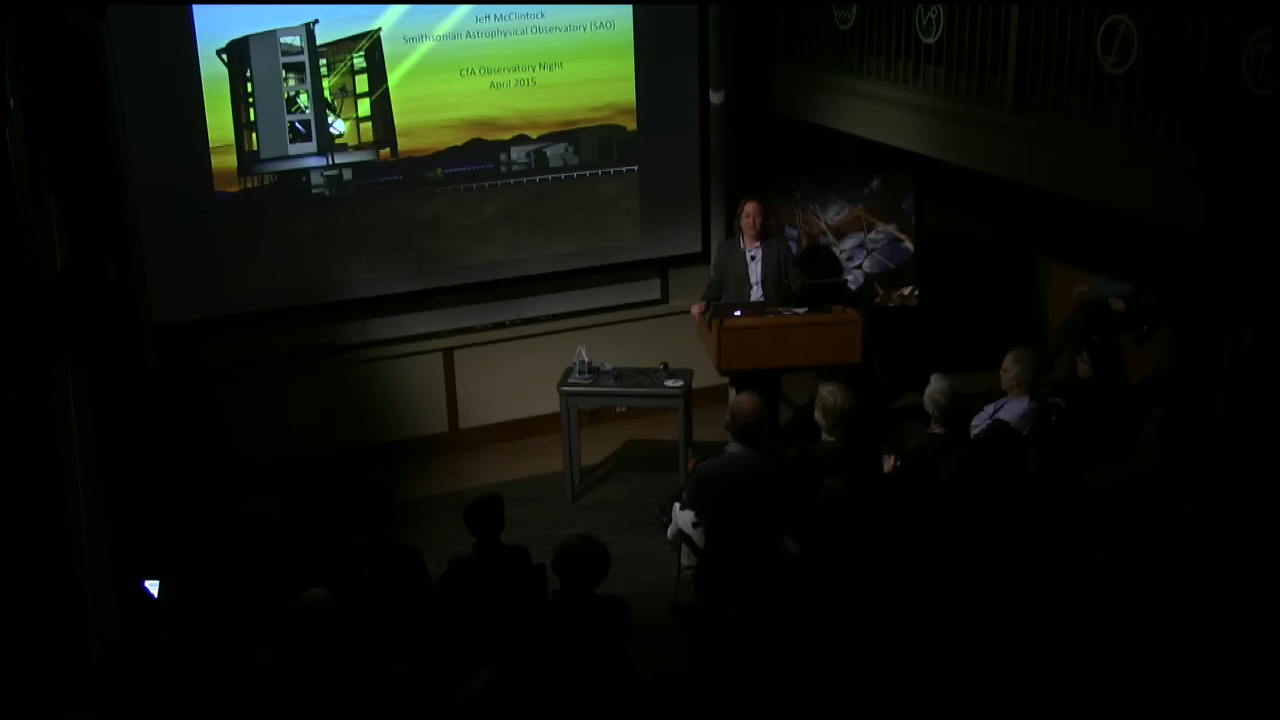 Jeff McClintock
Smithsonian Astrophysical Observatory (SAO)
CfA Observatory Night
April 2015